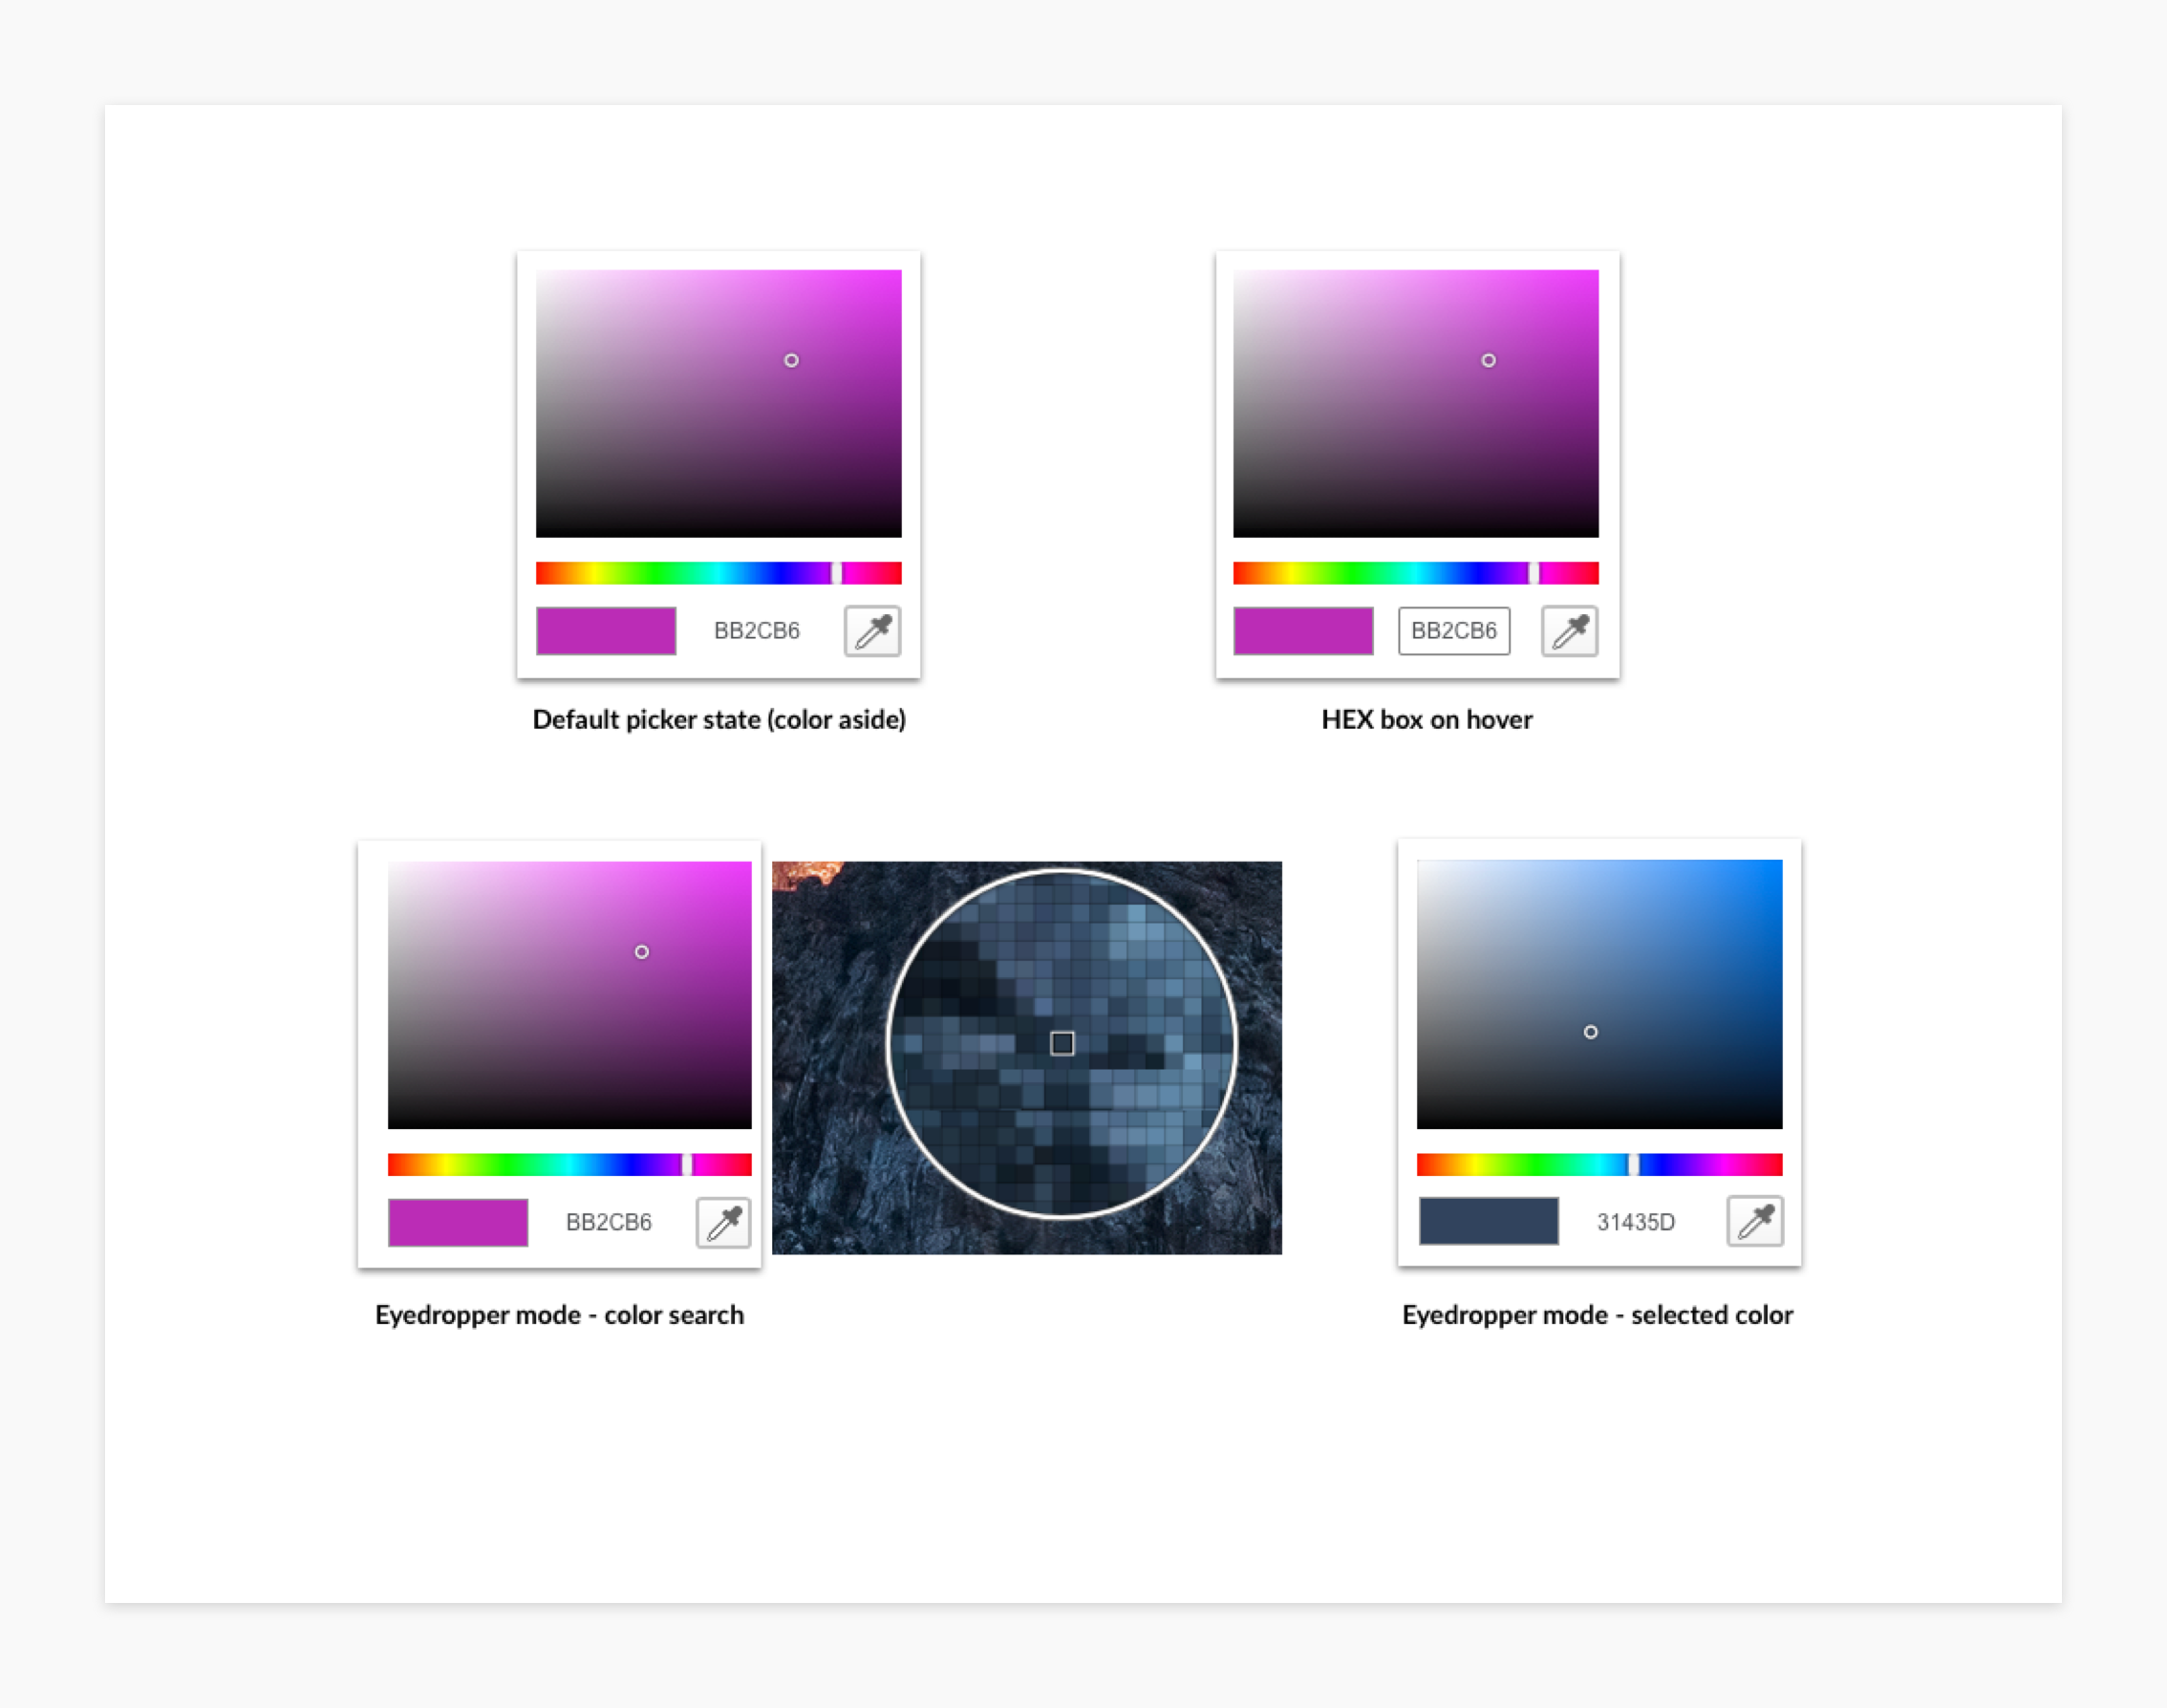 BB2CB6
BB2CB6
Default picker state (color aside)
HEX box on hover
BB2CB6
31435D
Eyedropper mode - color search
Eyedropper mode - selected color